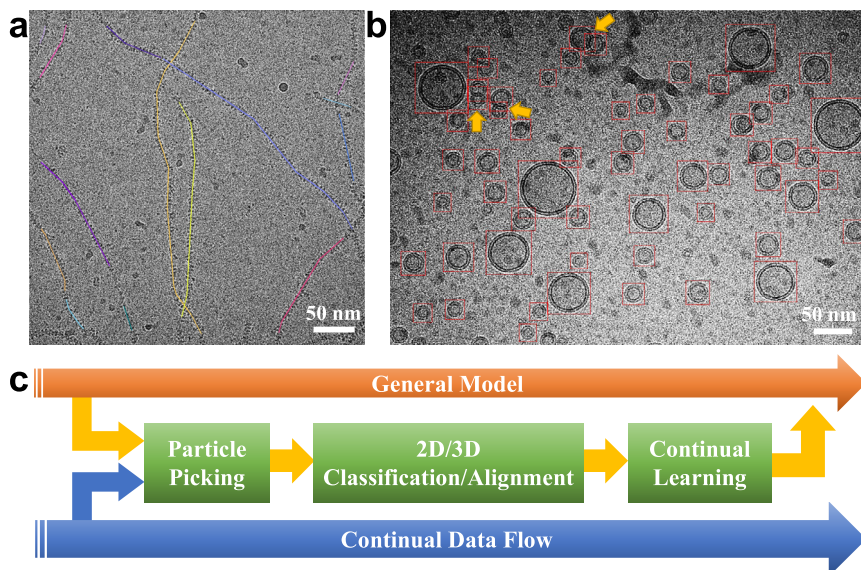 a
b
50 nm
50 nm
c
General Model
Particle
Picking
2D/3D
Classification/Alignment
Continual
Learning
Continual Data Flow